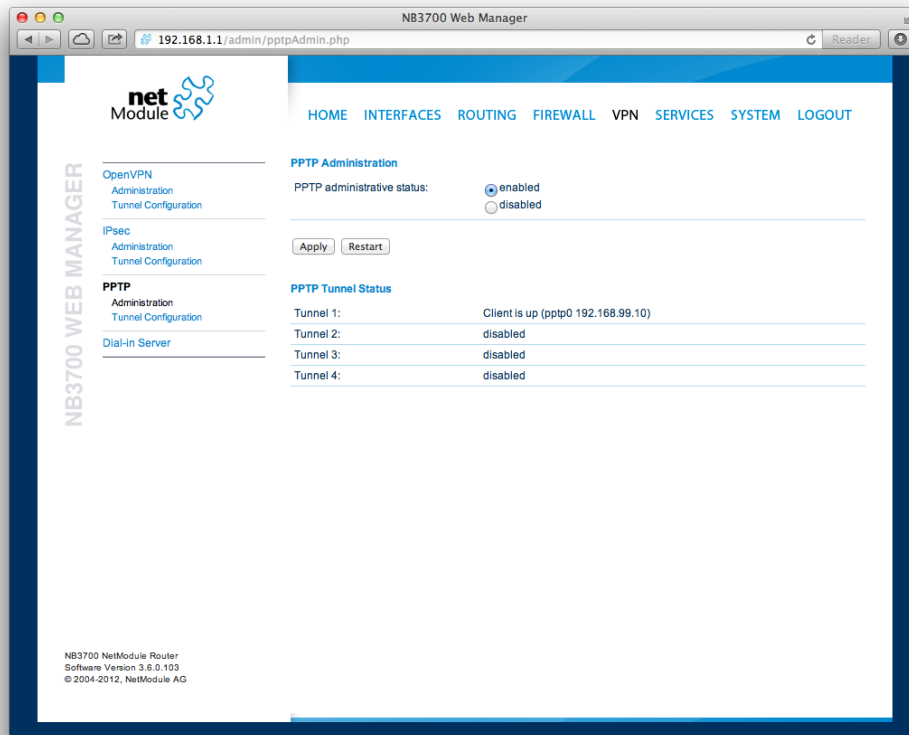 NB3700 Web Manager
192.168.1.1/admin/pptpAdmin.php
Reader
net
Module
HOME INTERFACES ROUTING FIREWALL VPN SERVICES SYSTEM LOGOUT
NB3700 WEB MANAGER
OpenVPN
Administration
Tunnel Configuration
IPsec
Administration
Tunnel Configuration
PPTP
Administration
Tunnel Configuration
Dial-in Server
PPTP Administration
PPTP administrative status: enabled
disabled
Apply Restart
PPTP Tunnel Status
Tunnel 1: Client is up (pptp0 192.168.99.10)
Tunnel 2: disabled
Tunnel 3: disabled
Tunnel 4: disabled
NB3700 NetModule Router
Software Version 3.6.0.103
© 2004-2012, NetModule AG